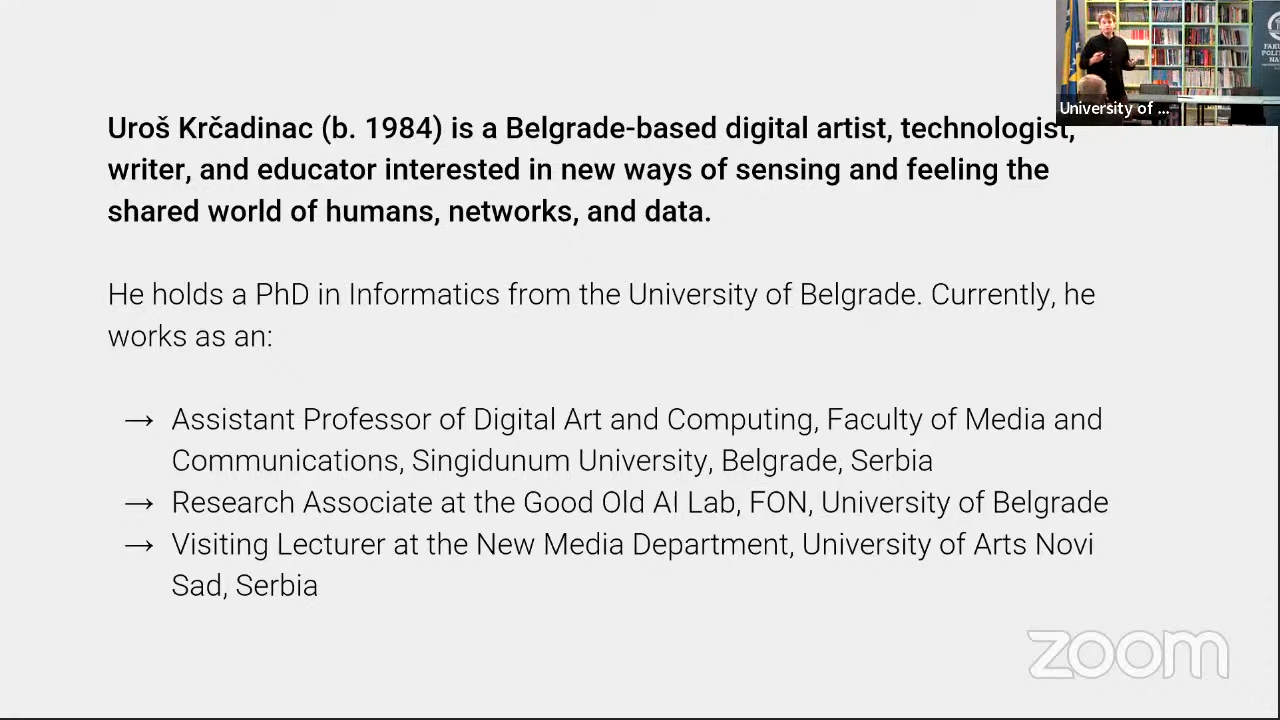 Uroš Krčadinac (b. 1984) is a Belgrade-based digital artist, technologist,
writer, and educator interested in new ways of sensing and feeling the
shared world of humans, networks, and data.
He holds a PhD in Informatics from the University of Belgrade. Currently, he
works as an:
→ Assistant Professor of Digital Art and Computing, Faculty of Media and
Communications, Singidunum University, Belgrade, Serbia
→ Research Associate at the Good Old AI Lab, FON, University of Belgrade
→ Visiting Lecturer at the New Media Department, University of Arts Novi
Sad, Serbia
University of ...
zoom